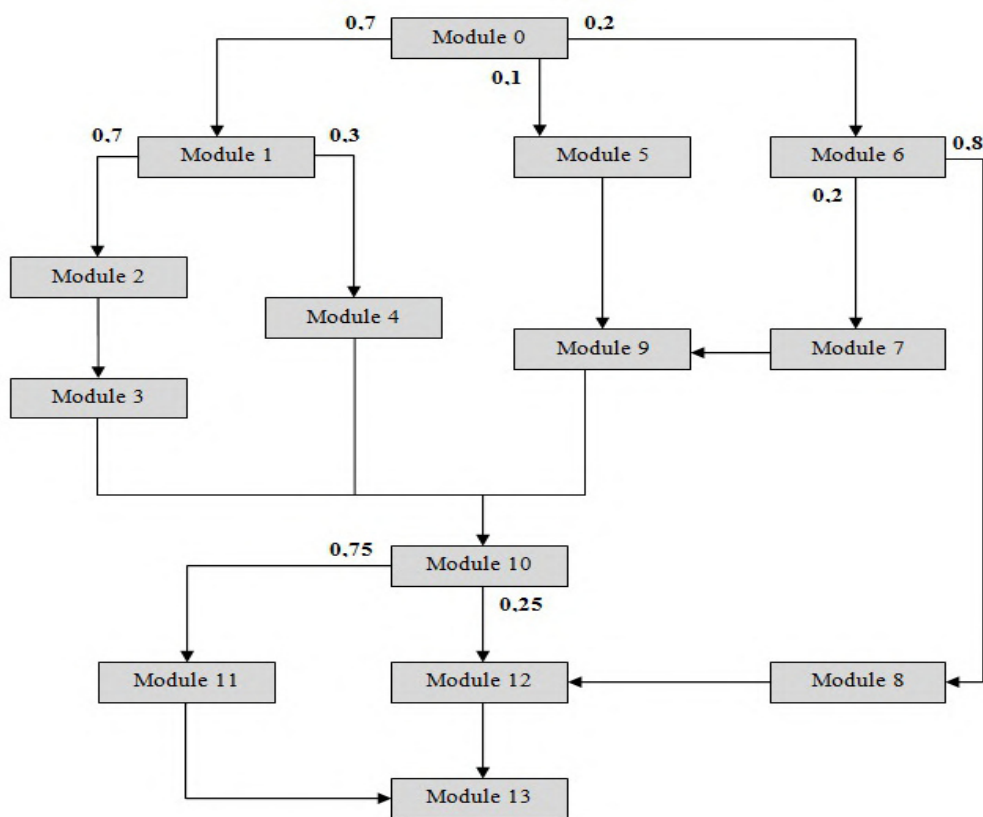 0,7
Module 0
0,2
0,1
0,7
Module 1
0,3
Module 5
Module 6
0,8
0,2
Module 2
Module 4
Module 9
Module 7
Module 3
0,75
Module 10
0,25
Module 11
Module 12
Module 8
Module 13